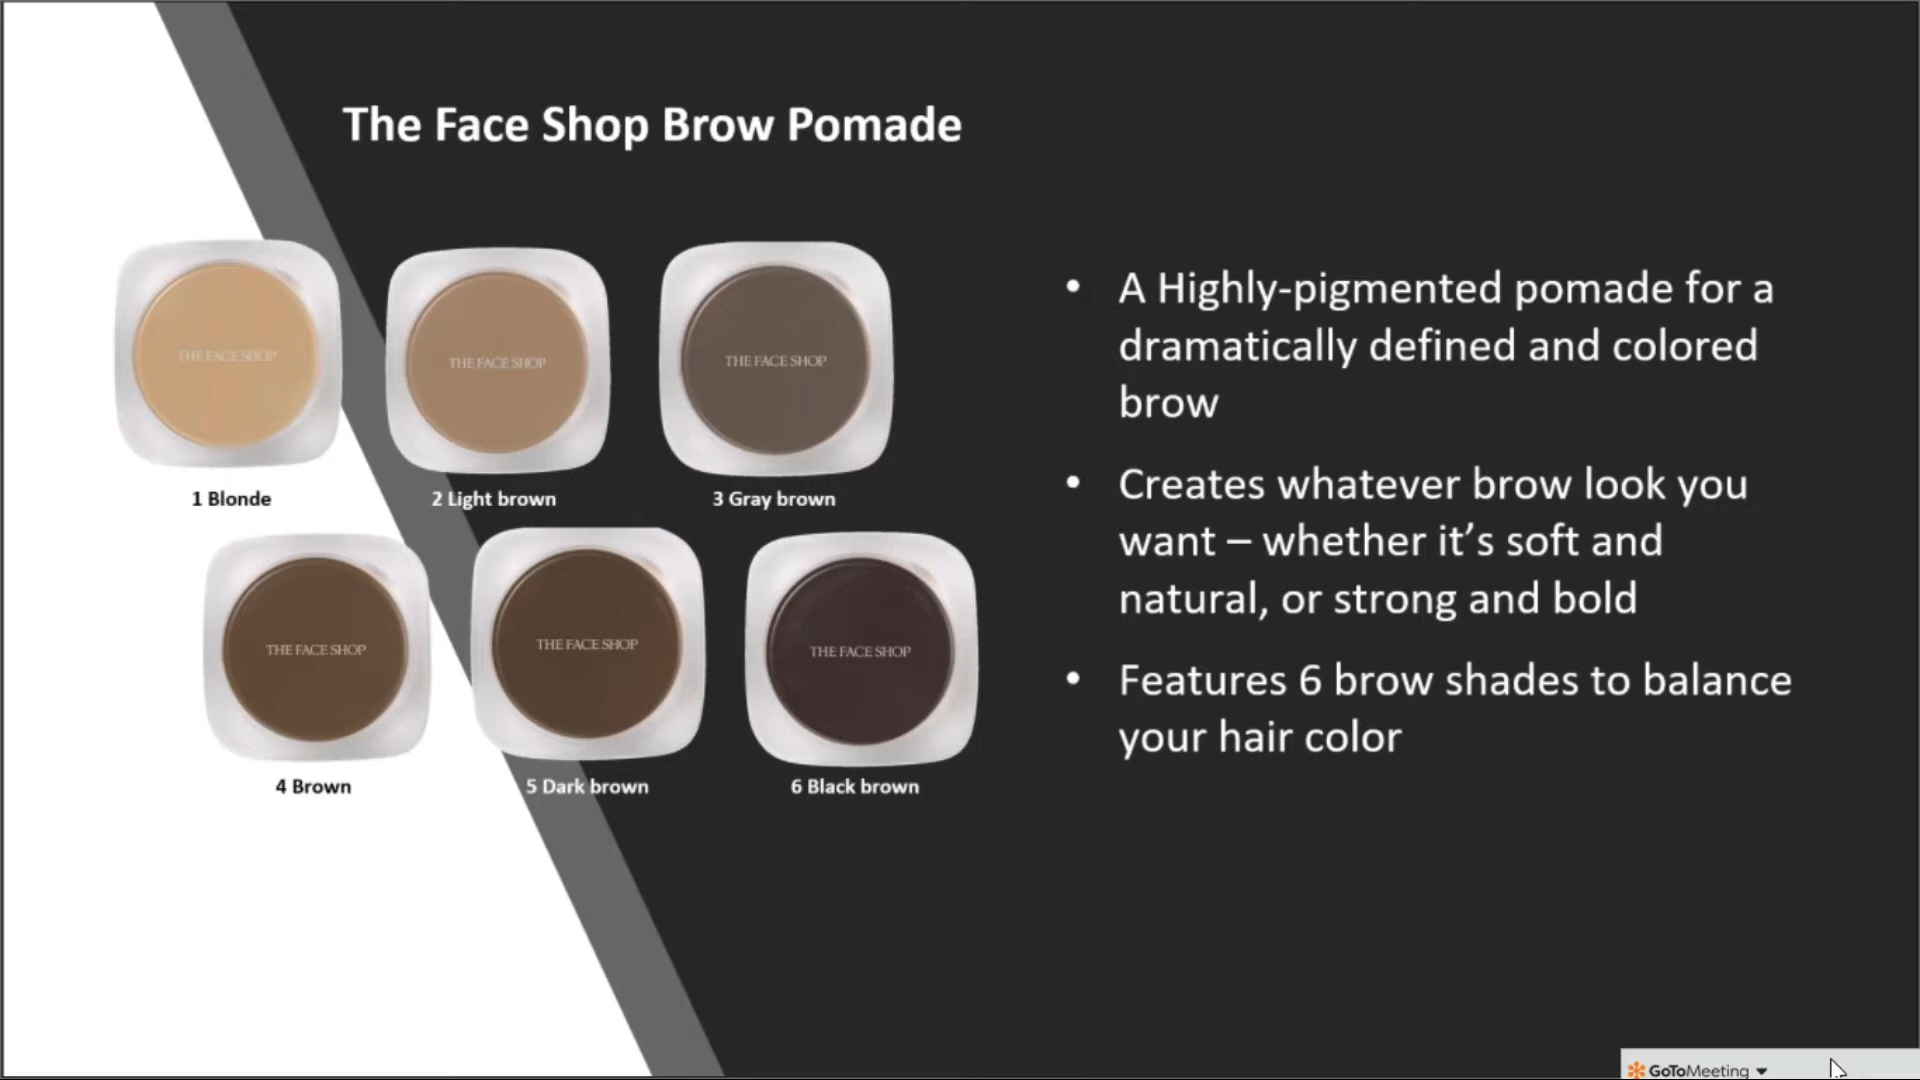 The Face Shop Brow Pomade
THE FACE SHOP
THE FACE SHOP
THE FACE SHOP
1 Blonde
2 Light brown
3 Gray brown
THE FACE SHOP
THE FACE SHOP
THE FACE SHOP
4 Brown
5 Dark brown
6 Black brown
• A Highly-pigmented pomade for a
dramatically defined and colored
brow
• Creates whatever brow look you
want – whether it’s soft and
natural, or strong and bold
• Features 6 brow shades to balance
your hair color
GoToMeeting